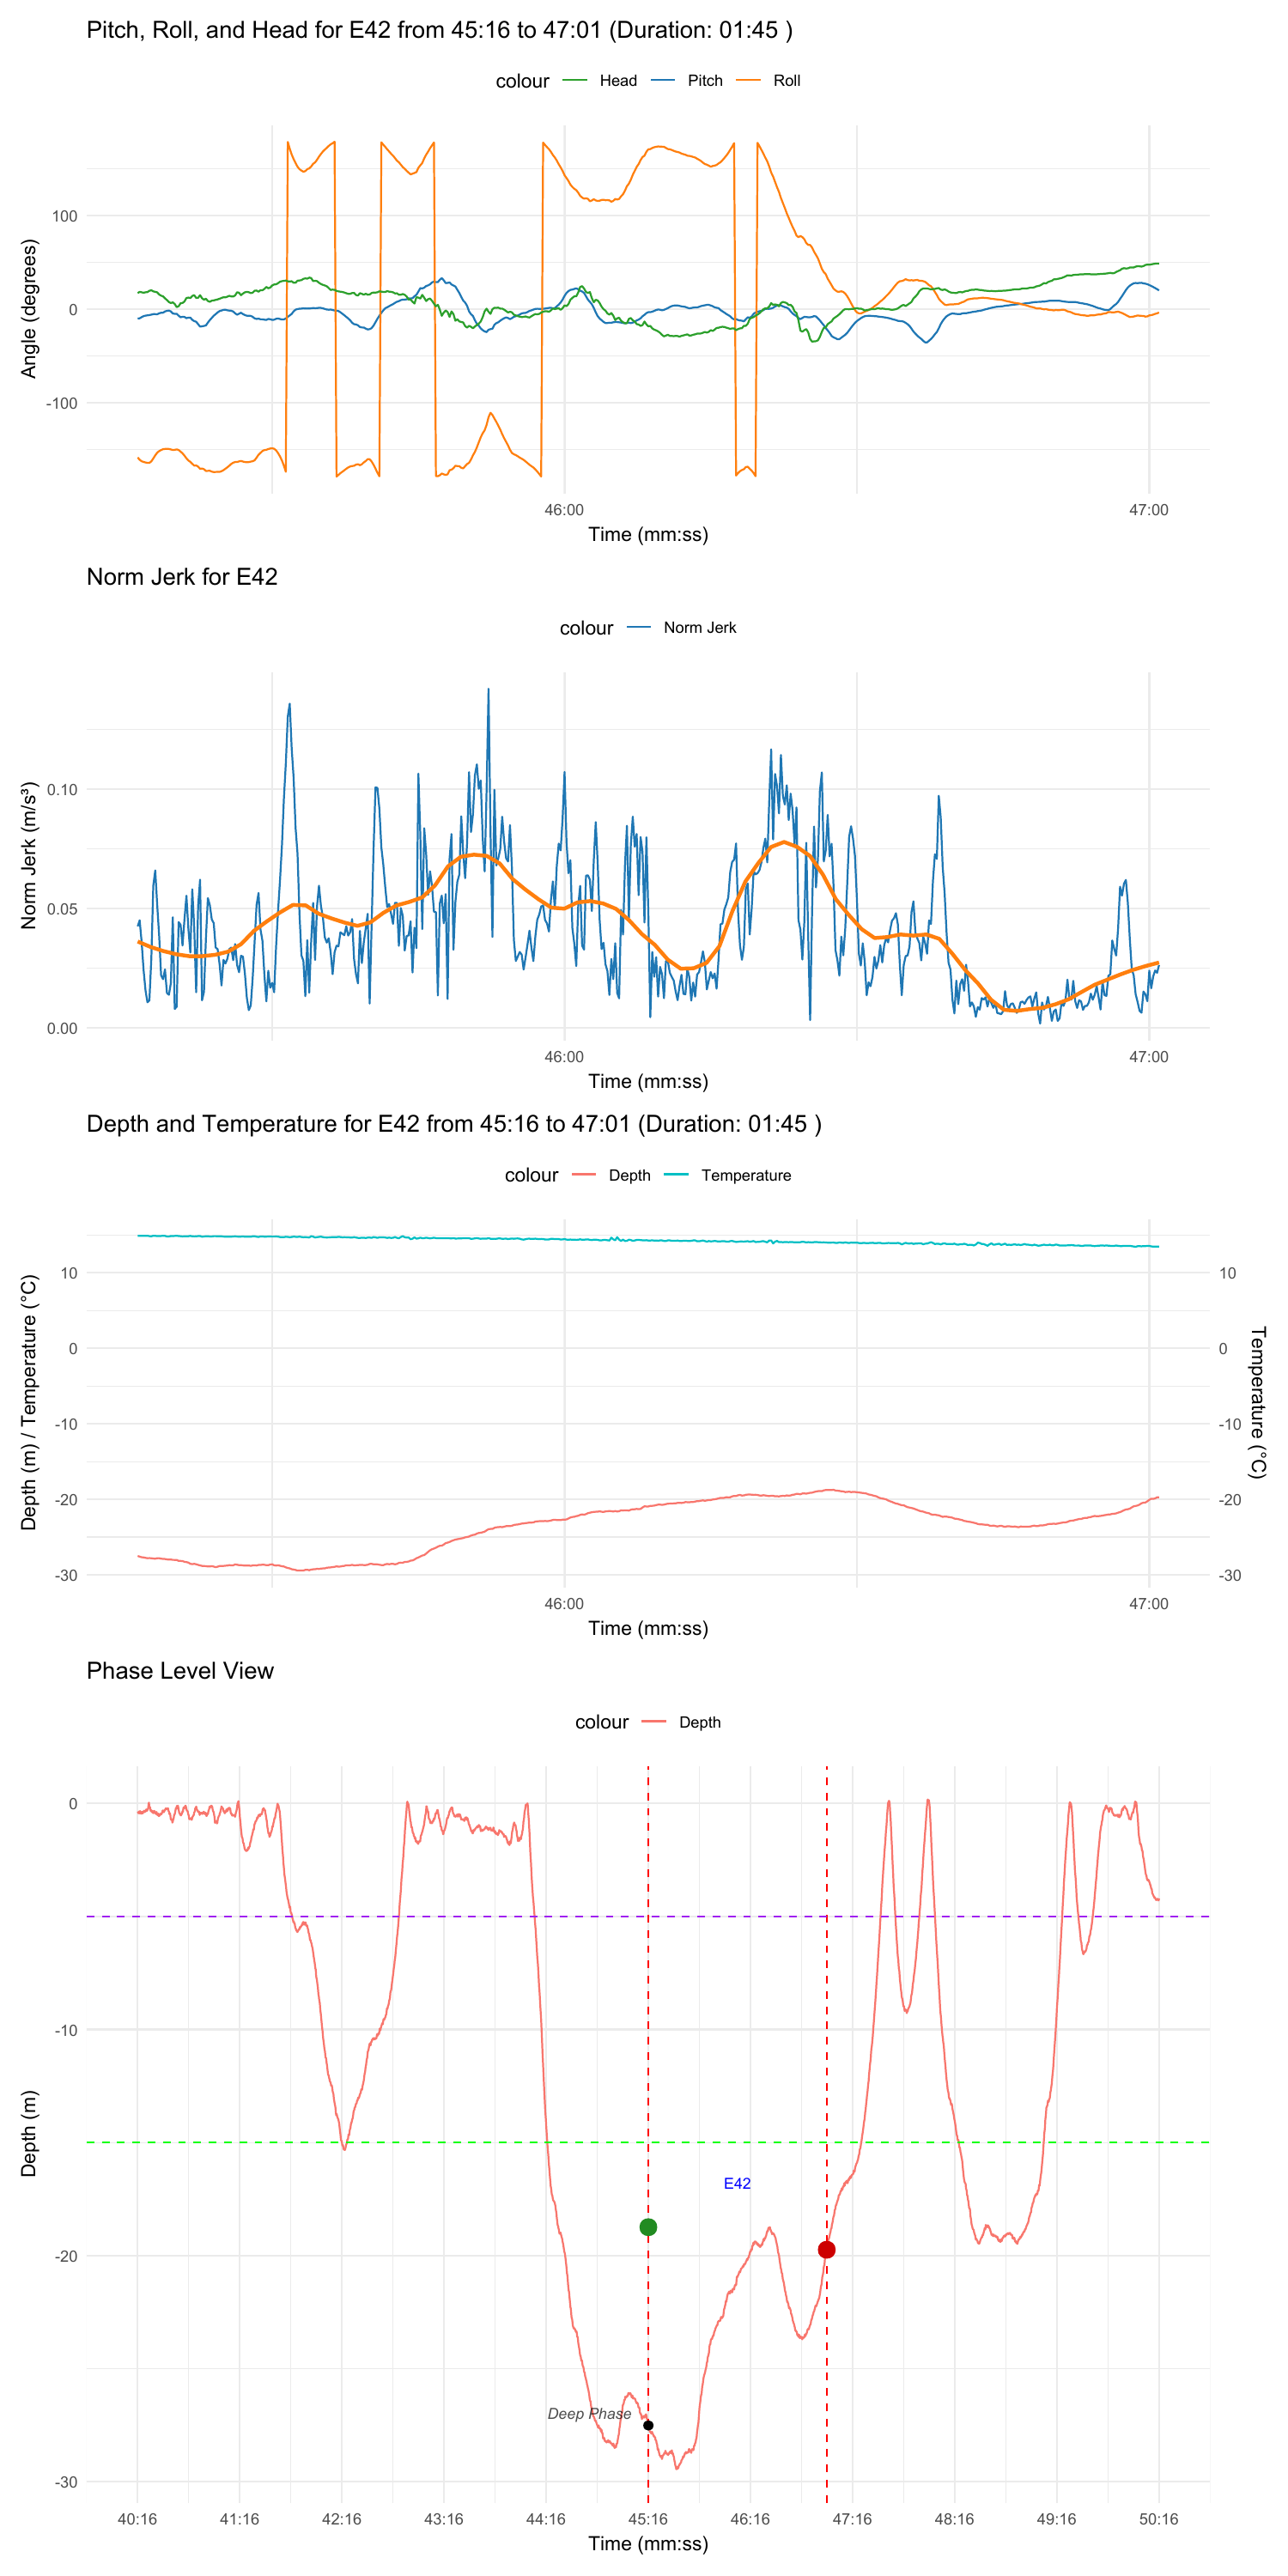 Pitch, Roll, and Head for E42 from 45:16 to 47:01 (Duration: 01:45 )
colour Head Pitch Roll
Angle (degrees)
100
0
-100
46:00 47:00
Time (mm:ss)
Norm Jerk for E42
colour Norm Jerk
Norm Jerk (m/s³)
0.10
0.05
0.00
46:00 47:00
Time (mm:ss)
Depth and Temperature for E42 from 45:16 to 47:01 (Duration: 01:45 )
colour Depth Temperature
Depth (m) / Temperature (°C)
Temperature (°C)
10 10
0 0
-10 -10
-20 -20
-30 -30
46:00 47:00
Time (mm:ss)
Phase Level View
colour Depth
Depth (m)
0
-10
E42
-20
Deep Phase
-30
40:16 41:16 42:16 43:16 44:16 45:16 46:16 47:16 48:16 49:16 50:16
Time (mm:ss)